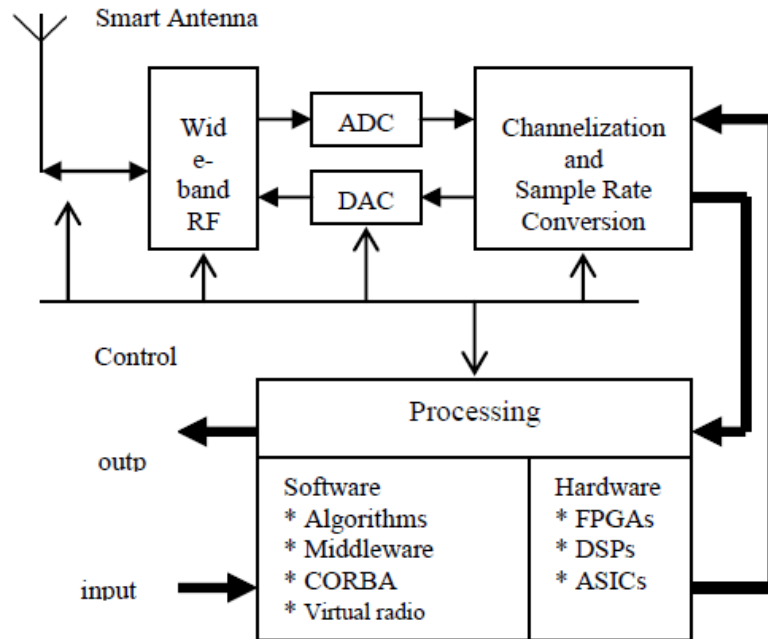 Smart Antenna
Wid
e-
band
RF
ADC
DAC
Channelization
and
Sample Rate
Conversion
Control
Processing
outp
input
Software
* Algorithms
* Middleware
* CORBA
* Virtual radio
Hardware
* FPGAs
* DSPs
* ASICs